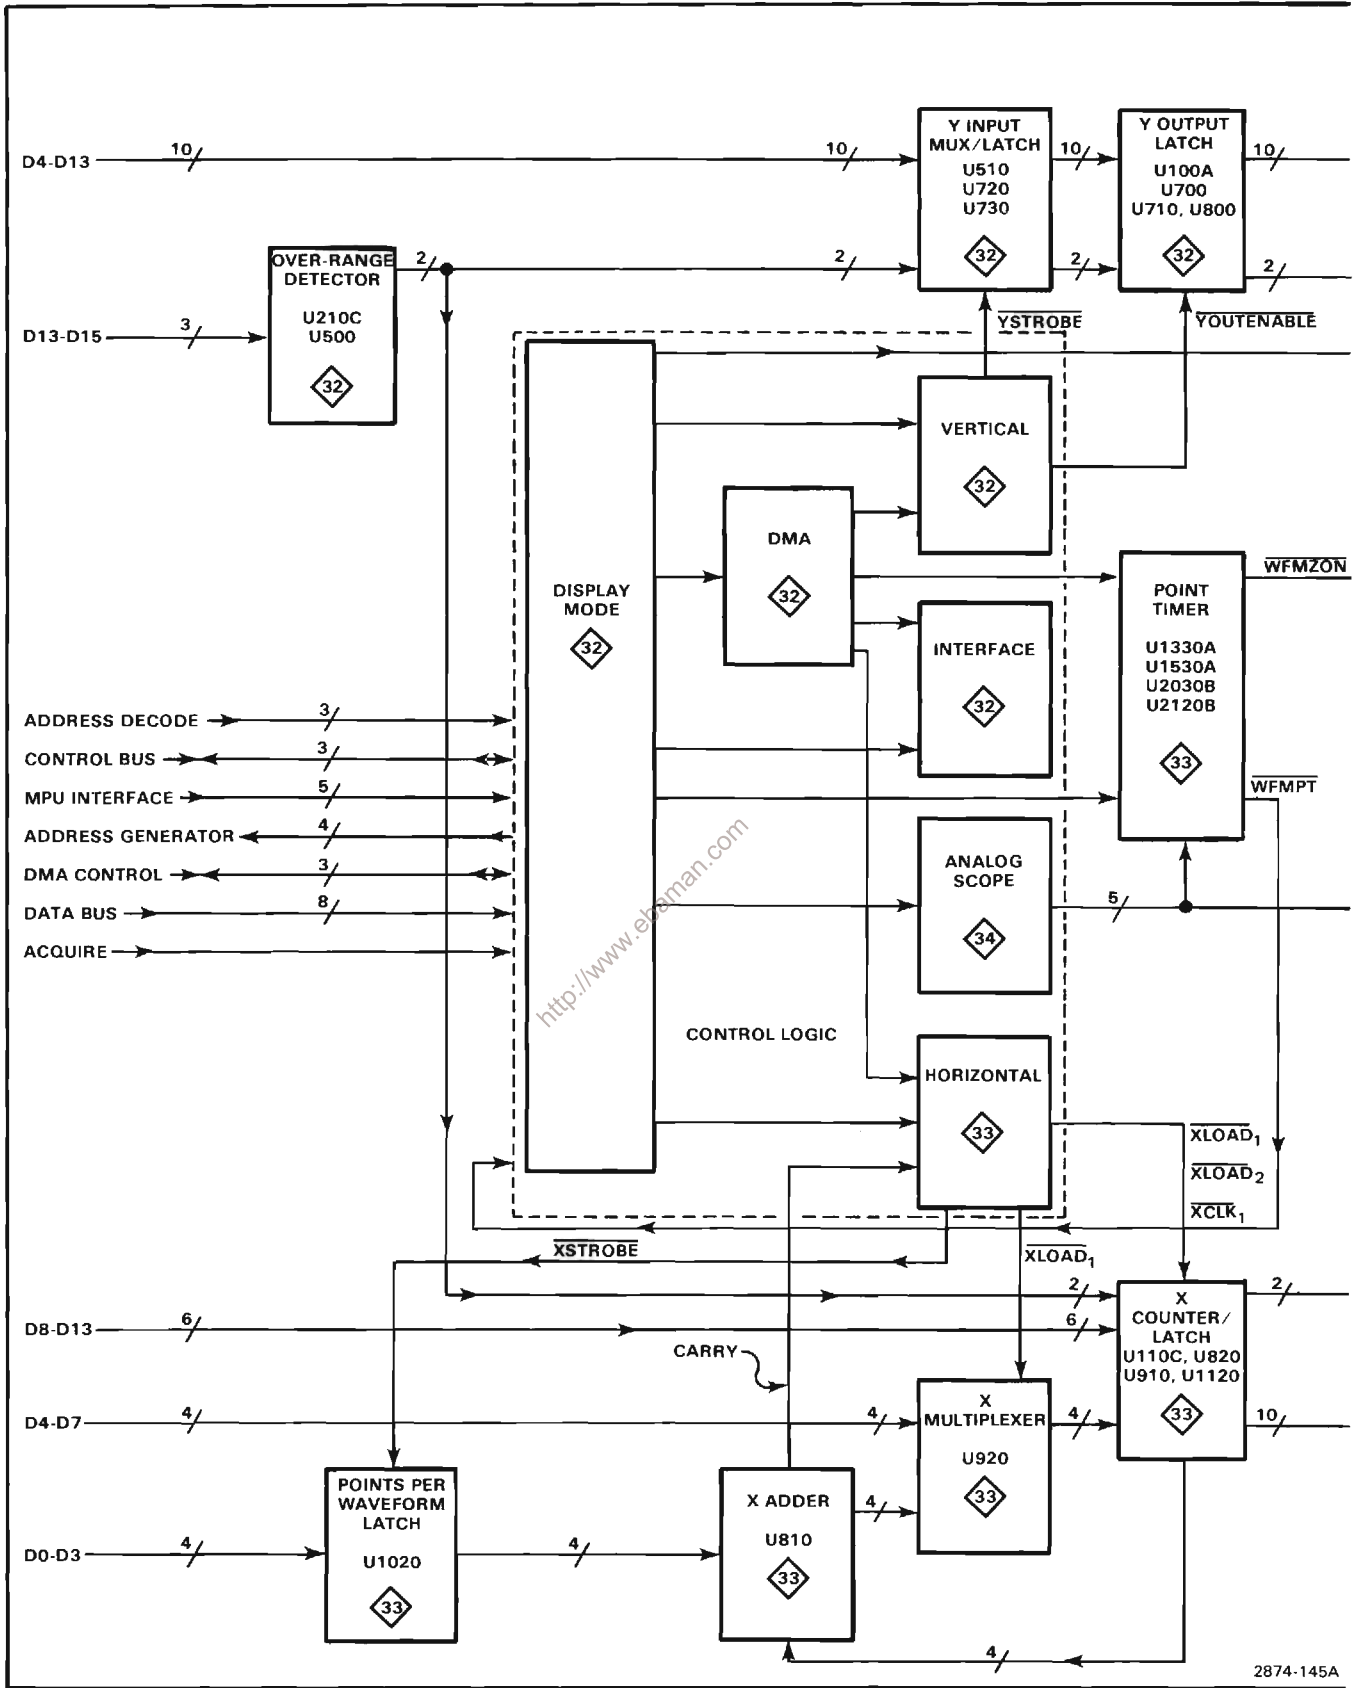 Y INPUT
MUX/LATCH
U510
U720
U730
32
Y OUTPUT
LATCH
U100A
U700
U710, U800
32
D4-D13
10
10
10
10
OVER-RANGE
DETECTOR
U210C
U500
32
2
2
2
2
D13-D15
3
YSTROBE
YOUTENABLE
VERTICAL
32
DMA
32
DISPLAY
MODE
32
INTERFACE
32
POINT
TIMER
U1330A
U1530A
U2030B
U2120B
33
WFMZON
WFMPT
ADDRESS DECODE
3
CONTROL BUS
3
MPU INTERFACE
5
ADDRESS GENERATOR
4
DMA CONTROL
3
DATA BUS
8
ACQUIRE
ANALOG
SCOPE
34
5
http://www.ebaman.com
CONTROL LOGIC
HORIZONTAL
33
XLOAD1
XLOAD2
XCLK1
XSTROBE
XLOAD1
2
X
COUNTER/
LATCH
U110C, U820
U910, U1120
33
2
10
D8-D13
6
6
CARRY
D4-D7
4
4
X
MULTIPLEXER
U920
33
4
POINTS PER
WAVEFORM
LATCH
U1020
33
X ADDER
U810
33
4
D0-D3
4
4
4
2874-145A